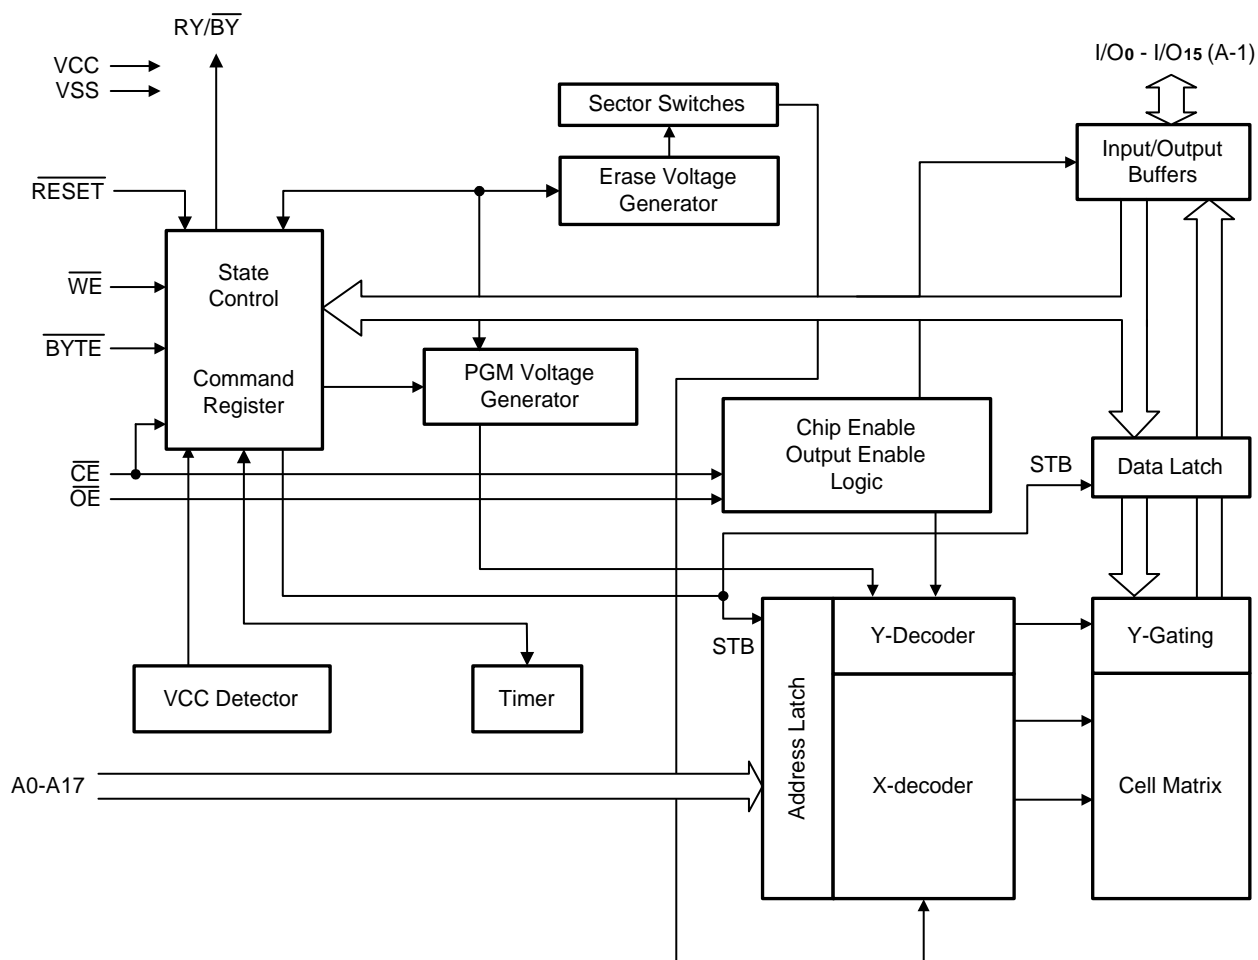 RY/BY
I/O0 - I/O15 (A-1)
VCC
VSS
Sector Switches
Input/Output
Buffers
RESET
Erase Voltage
Generator
State
Control
WE
BYTE
Command
Register
PGM Voltage
Generator
Chip Enable
Output Enable
Logic
CE
OE
STB
Data Latch
STB
Y-Decoder
Y-Gating
VCC Detector
Timer
Address Latch
A0-A17
X-decoder
Cell Matrix